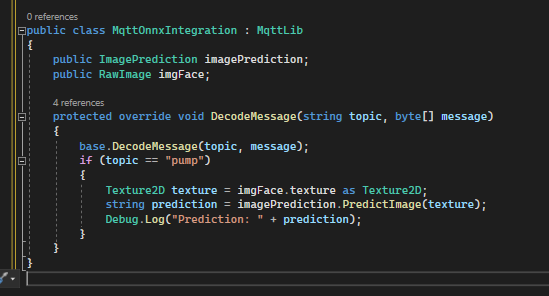 0 references
public class MqttOnnxIntegration : MqttLib
{
public ImagePrediction imagePrediction;
public RawImage imgFace;
4 references
protected override void DecodeMessage(string topic, byte[] message)
{
base.DecodeMessage(topic, message);
if (topic == "pump")
{
Texture2D texture = imgFace.texture as Texture2D;
string prediction = imagePrediction.PredictImage(texture);
Debug.Log("Prediction: " + prediction);
}
}
}